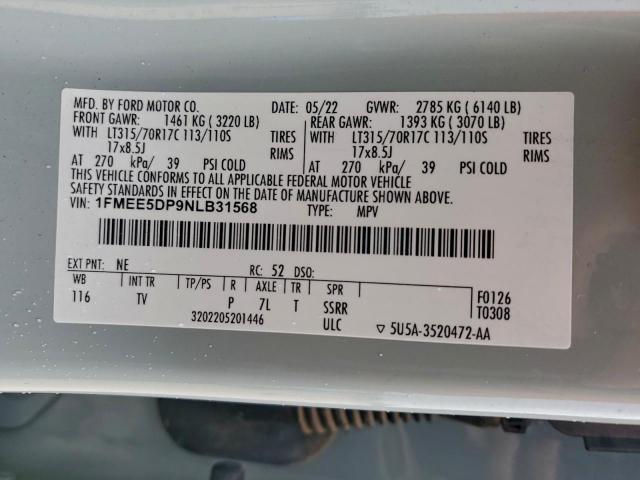 MFD. BY FORD MOTOR CO. DATE: 05/22 GVWR: 2785 KG ( 6140 LB)
FRONT GAWR: 1461 KG ( 3220 LB) REAR GAWR: 1393 KG ( 3070 LB)
WITH LT315/70R17C 113/110S TIRES WITH LT315/70R17C 113/110S TIRES
17x8.5J RIMS 17x8.5J RIMS
AT 270 kPa/ 39 PSI COLD AT 270 kPa/ 39 PSI COLD
THIS VEHICLE CONFORMS TO ALL APPLICABLE FEDERAL MOTOR VEHICLE
SAFETY STANDARDS IN EFFECT ON THE DATE OF MANUFACTURE SHOWN ABOVE.
VIN: 1FMEE5DP9NLB31568 TYPE: MPV
EXT PNT: NE RC: 52 DSO:
WB INT TR TP/PS R AXLE TR SPR F0126
116 TV P 7L T SSRR T0308
3202205201446 ULC ▽ 5U5A-3520472-AA